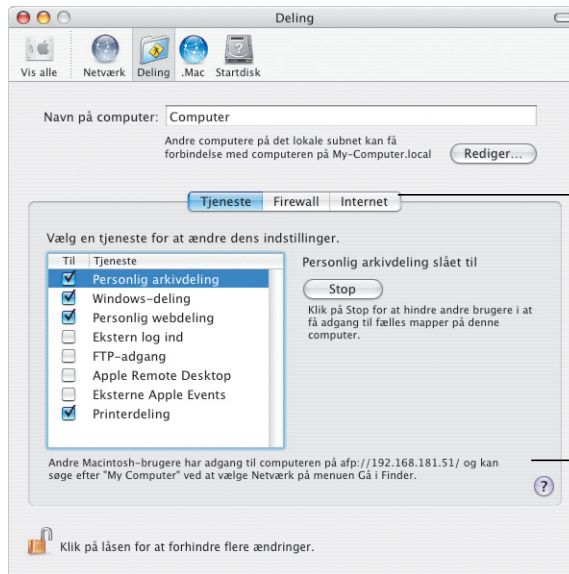 Deling
Vis alle
Netværk
Deling
.Mac
Startdisk
Navn på computer: Computer
Andre computere på det lokale subnet kan få
forbindelse med computeren på My-Computer.local
Rediger...
Tjeneste
Firewall
Internet
Vælg en tjeneste for at ændre dens indstillinger.
Til Tjeneste
Personlig arkivdeling
Windows-deling
Personlig webdeling
Ekstern log ind
FTP-adgang
Apple Remote Desktop
Eksterne Apple Events
Printerdeling
Personlig arkivdeling slået til
Stop
Klik på Stop for at hindre andre brugere i at
få adgang til fælles mapper på denne
computer.
Andre Macintosh-brugere har adgang til computeren på afp://192.168.181.51/ og kan
søge efter "My Computer" ved at vælge Netværk på menuen Gå i Finder.
?
Klik på låsen for at forhindre flere ændringer.